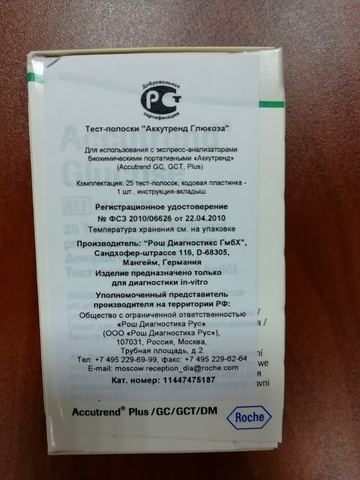 Добровольная
сертификация
РСТ
Тест-полоски "Аккутренд Глюкоза"
Для использования с экспресс-анализаторами
биохимическими портативными «Аккутренд»)
(Accutrend GC, GCT, Plus)
Комплектация: 25 тест-полосок, кодовая пластинка -
1 шт., инструкция-вкладыш
Регистрационное удостоверение
№ ФСЗ 2010/06626 от 22.04.2010
Температура хранения см. на упаковке
Производитель: "Рош Диагностикс ГмбХ",
Сандхофер-штрассе 116, D-68305,
Мангейм, Германия
Изделие предназначено только
для диагностики in-vitro
Уполномоченный представитель
производителя на территории РФ:
Общество с ограниченной ответственностью
«Рош Диагностика Рус»
(ООО «Рош Диагностика Рус»),
107031, Россия, Москва,
Трубная площадь, д.2.
Тел: +7 495 229-69-99, факс: +7 495 229-62-64
E-mail: moscow.reception_dia@roche.com
Кат. номер: 11447475187
Accutrend® Plus/GC/GCT/DM
Roche